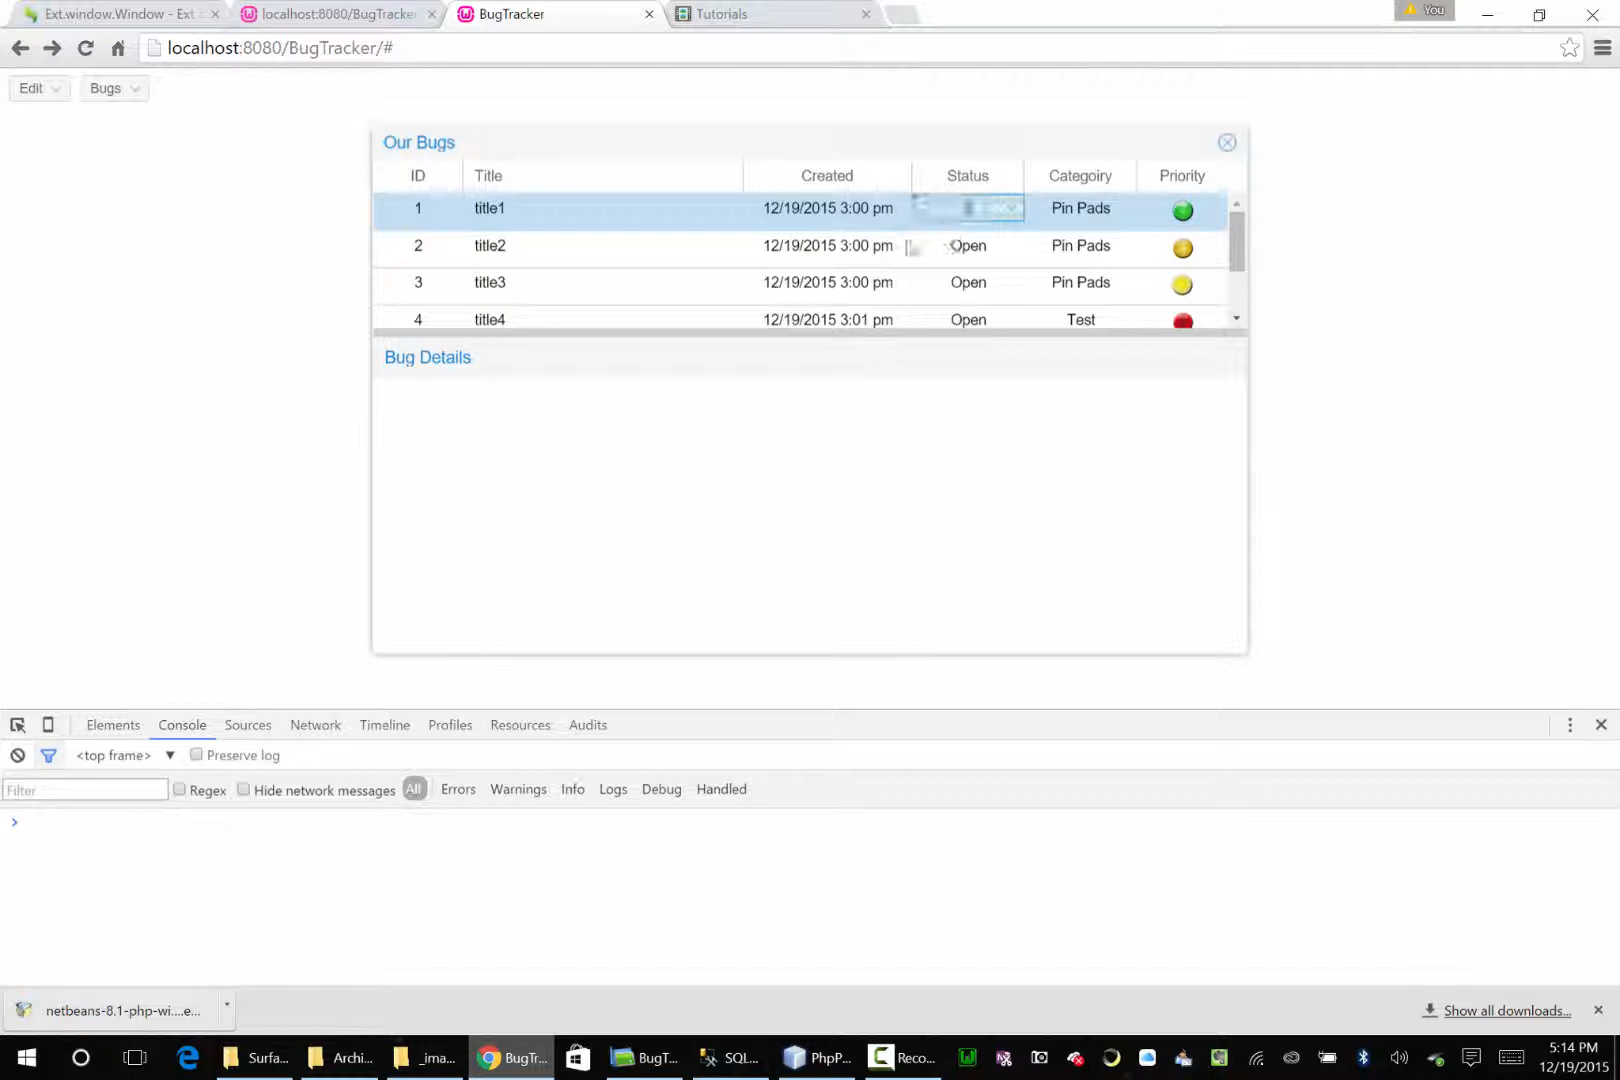 Ext.window.Window - Ext
localhost:8080/BugTracker
BugTracker
Tutorials
You
localhost:8080/BugTracker/#
Edit
Bugs
Our Bugs
ID Title Created Status Categoiry Priority
1 title1 12/19/2015 3:00 pm Pin Pads
2 title2 12/19/2015 3:00 pm Open Pin Pads
3 title3 12/19/2015 3:00 pm Open Pin Pads
4 title4 12/19/2015 3:01 pm Open Test
Bug Details
Elements Console Sources Network Timeline Profiles Resources Audits
<top frame> Preserve log
Filter Regex Hide network messages All Errors Warnings Info Logs Debug Handled
netbeans-8.1-php-wi....e...
Show all downloads...
Surfa... Archi... _ima... BugTr... BugT... SQL... PhpP... Reco...
5:14 PM
12/19/2015